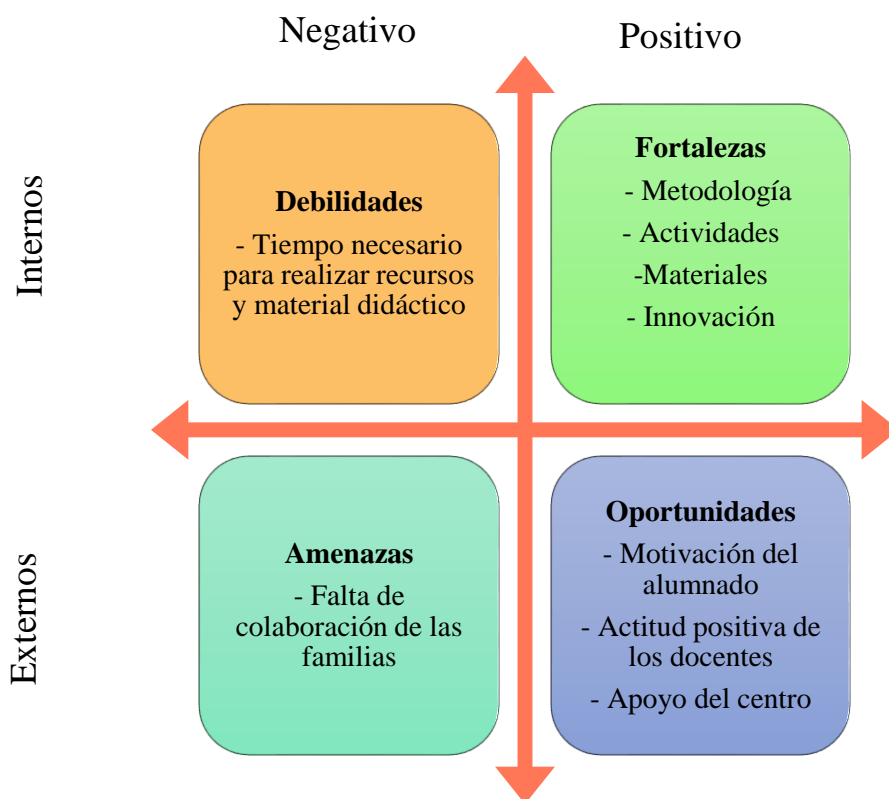 Negativo
Positivo
Internos
Debilidades
- Tiempo necesario
para realizar recursos
y material didáctico
Fortalezas
- Metodología
- Actividades
-Materiales
- Innovación
Externos
Amenazas
- Falta de
colaboración de las
familias
Oportunidades
- Motivación del
alumnado
- Actitud positiva de
los docentes
- Apoyo del centro